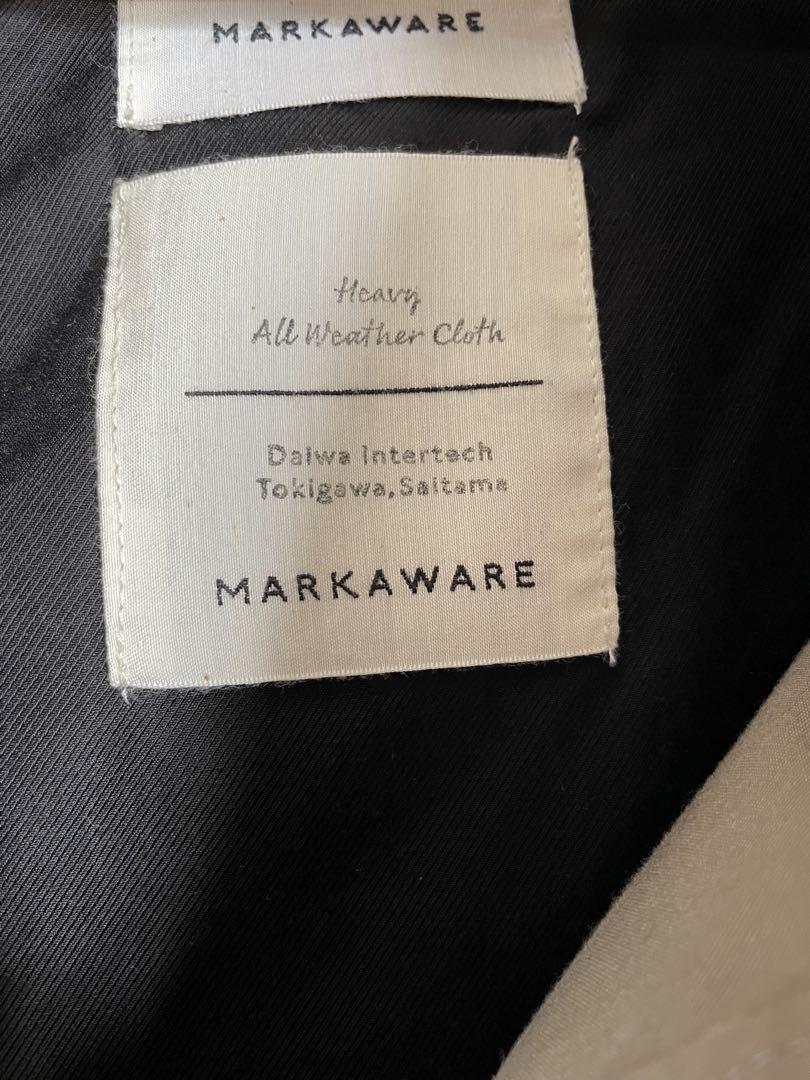 MARKAWARE
Heavy
All Weather Cloth
Daiwa Intertech
Tokigawa, Saitama
MARKAWARE